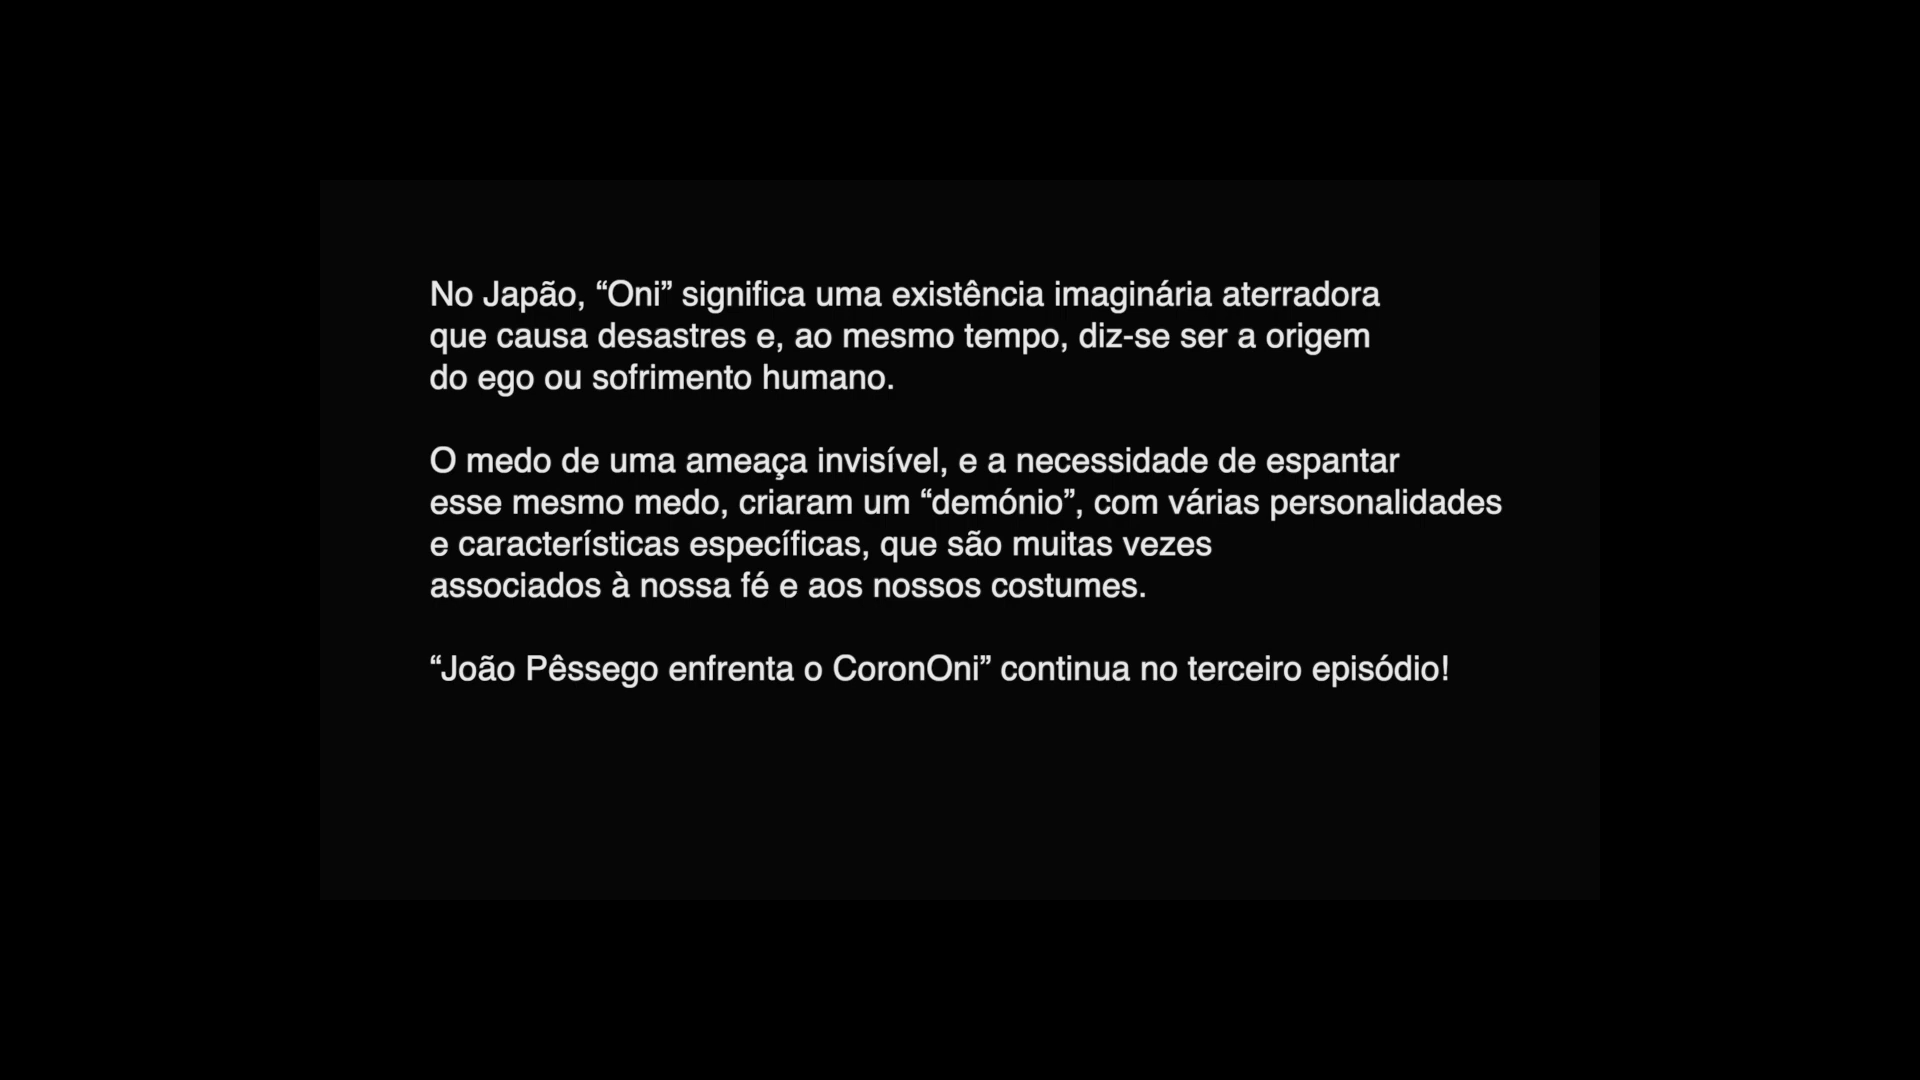 No Japão, “Oni” significa uma existência imaginária aterradora
que causa desastres e, ao mesmo tempo, diz-se ser a origem
do ego ou sofrimento humano.
O medo de uma ameaça invisível, e a necessidade de espantar
esse mesmo medo, criaram um “demónio”, com várias personalidades
e características específicas, que são muitas vezes
associados à nossa fé e aos nossos costumes.
“João Pêssego enfrenta o CoronOni” continua no terceiro episódio!